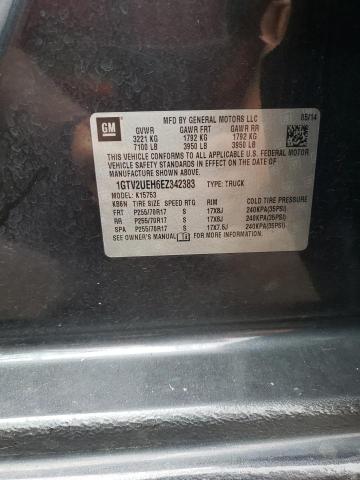 MFD BY GENERAL MOTORS LLC 05/14
GM GVWR GAWR FRT GAWR RR
3221 KG 1792 KG 1792 KG
7100 LB 3950 LB 3950 LB
THIS VEHICLE CONFORMS TO ALL APPLICABLE U.S. FEDERAL MOTOR
VEHICLE SAFETY STANDARDS IN EFFECT ON THE DATE OF
MANUFACTURE SHOWN ABOVE.
1GTV2UEH6EZ342383 TYPE: TRUCK
MODEL: K15753
KB6N TIRE SIZE SPEED RTG RIM COLD TIRE PRESSURE
FRT P255/70R17 S 17X8J 240KPA(35PSI)
RR P255/70R17 S 17X8J 240KPA(35PSI)
SPA P255/70R17 S 17X7.5J 240KPA(35PSI)
SEE OWNER'S MANUAL FOR MORE INFORMATION.